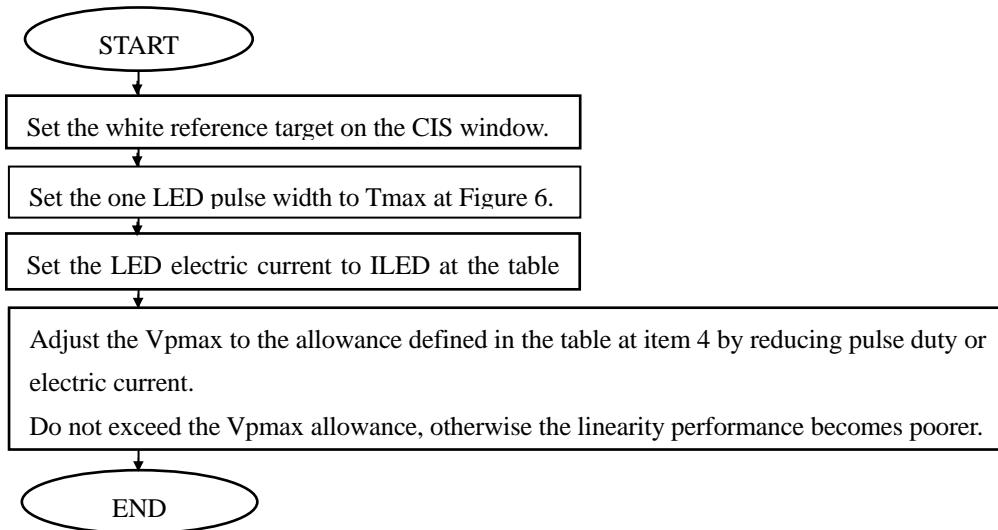 START
Set the white reference target on the CIS window.
Set the one LED pulse width to Tmax at Figure 6.
Set the LED electric current to ILED at the table
Adjust the Vpmax to the allowance defined in the table at item 4 by reducing pulse duty or
electric current.
Do not exceed the Vpmax allowance, otherwise the linearity performance becomes poorer.
END